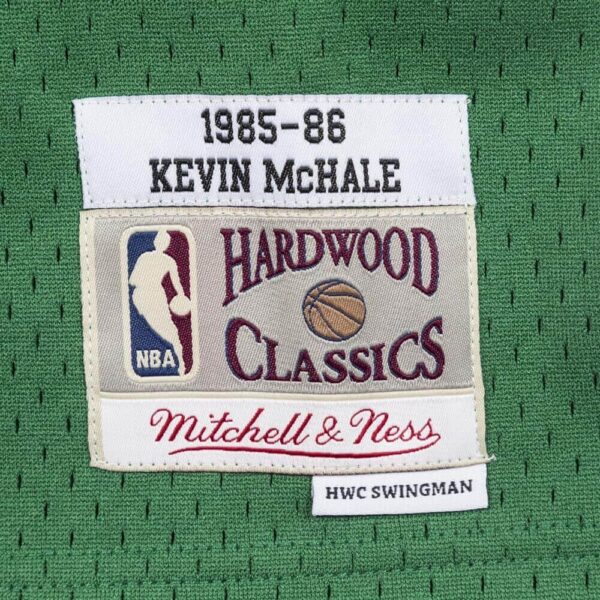 1985-86
KEVIN McHALE
HARDWOOD
CLASSICS
NBA
Mitchell & Ness
HWC SWINGMAN